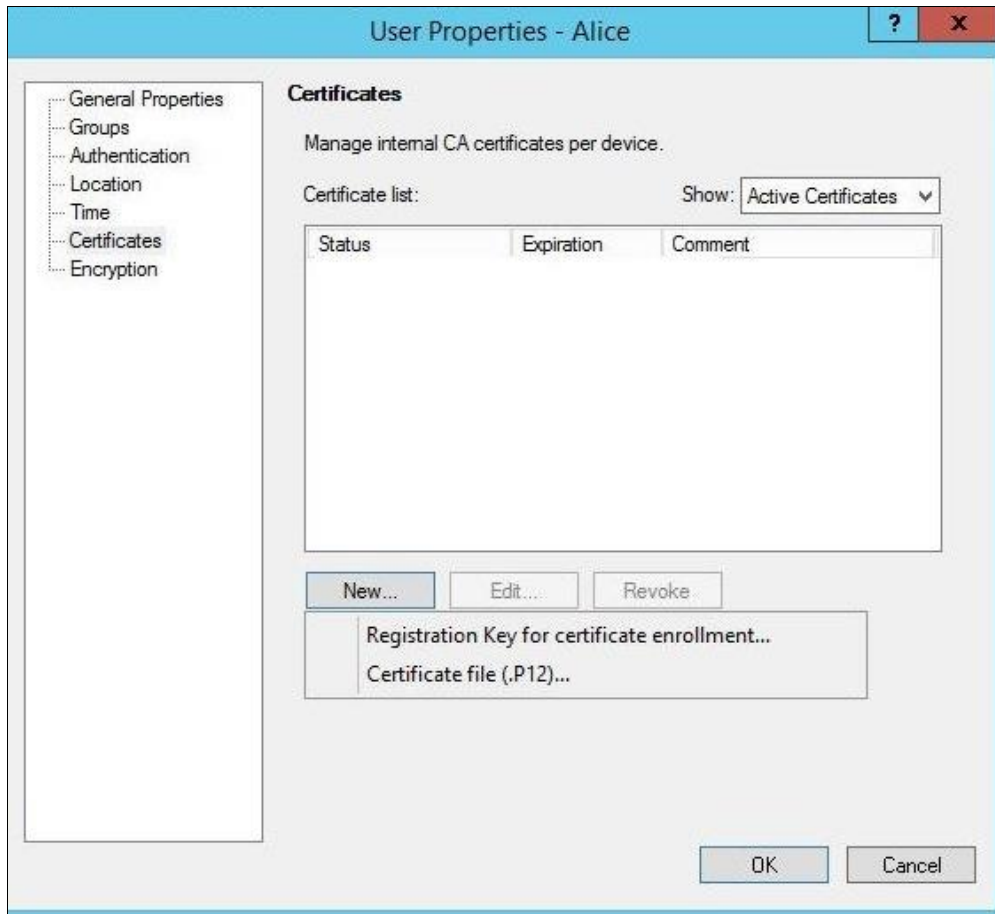 User Properties - Alice
?
x
General Properties
Groups
Authentication
Location
Time
Certificates
Encryption
Certificates
Manage internal CA certificates per device.
Certificate list:
Show: Active Certificates
Status Expiration Comment
New... Edit... Revoke
Registration Key for certificate enrollment...
Certificate file (.P12)...
OK Cancel